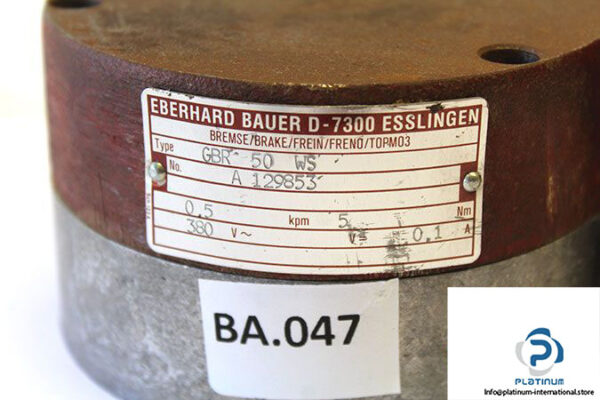 EBERHARD BAUER D-7300 ESSLINGEN
BREMSE/BRAKE/FREIN/FRENO/TOPM03
Type GBR 50 WS
No. A 129853
0.5 kpm 5 Nm
380 V~ V= 0.1 A
BA.047
PLATINUM
Info@platinum-international.store